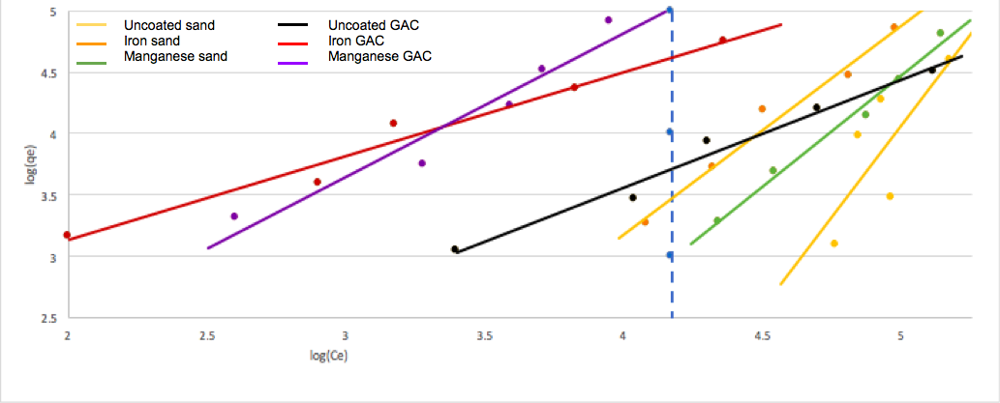 5
4.5
4
3.5
3
2.5
log(qe)
Uncoated sand
Iron sand
Manganese sand
Uncoated GAC
Iron GAC
Manganese GAC
2
2.5
3
3.5
4
4.5
5
log(Ce)